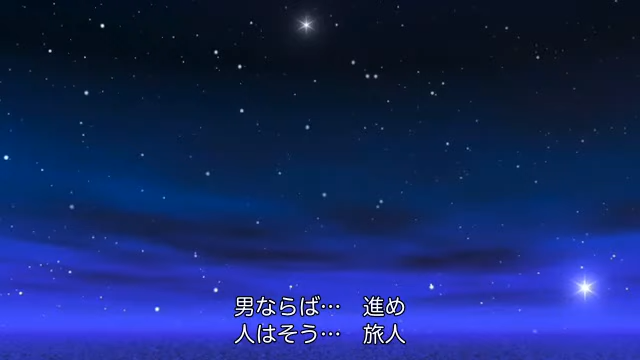 男ならば…　進め
人はそう…　旅人